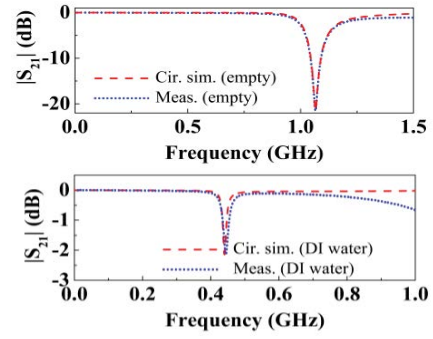 0
-10
-20
|S21| (dB)
Cir. sim. (empty)
Meas. (empty)
0.0 0.5 1.0 1.5
Frequency (GHz)
0
-1
-2
-3
|S21| (dB)
Cir. sim. (DI water)
Meas. (DI water)
0.0 0.2 0.4 0.6 0.8 1.0
Frequency (GHz)